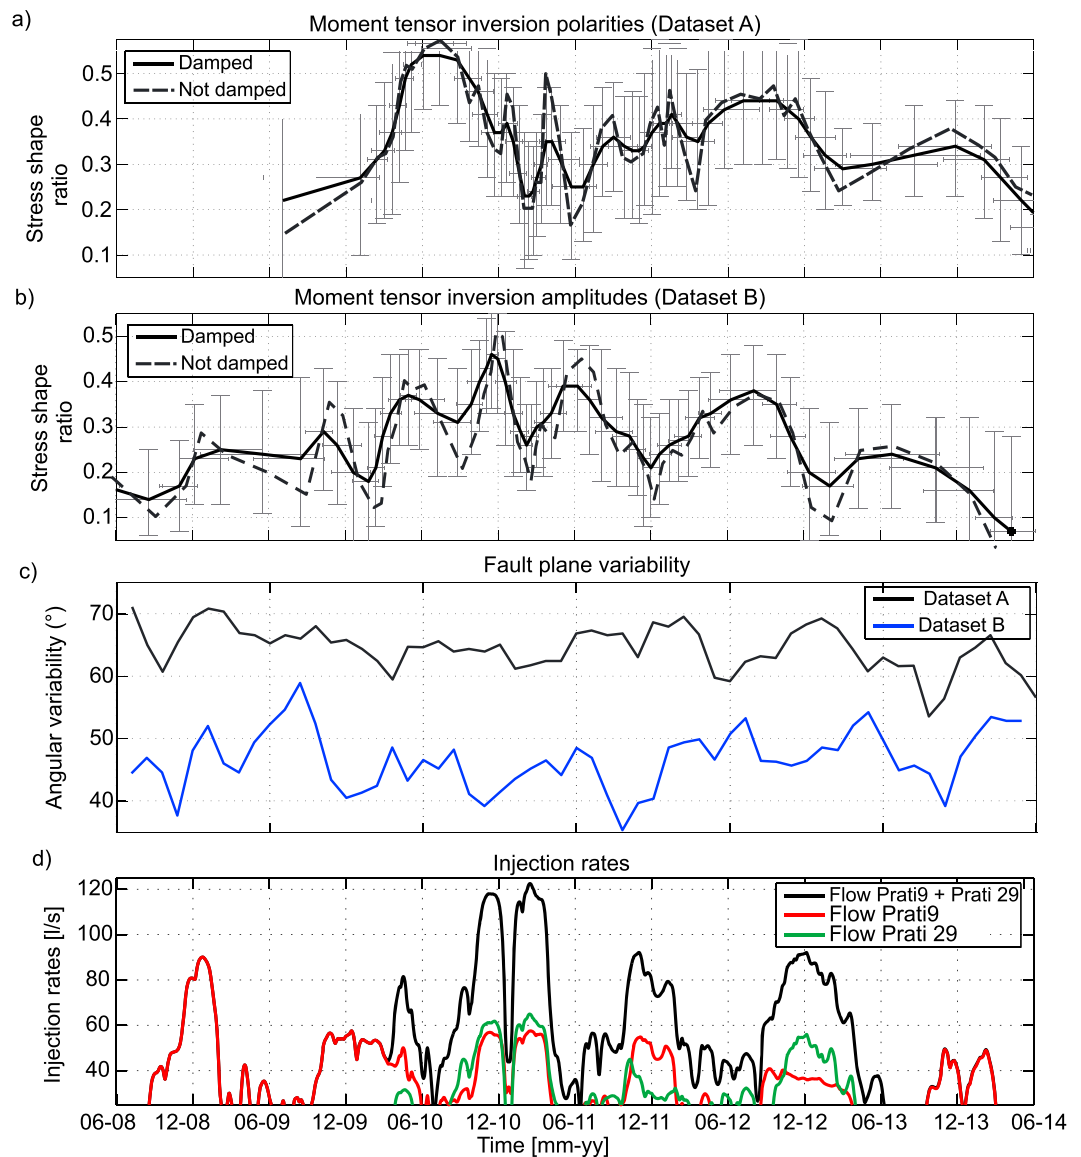 a)
Moment tensor inversion polarities (Dataset A)
Damped
Not damped
0.5
0.4
0.3
0.2
0.1
Stress shape
ratio
b)
Moment tensor inversion amplitudes (Dataset B)
Damped
Not damped
0.5
0.4
0.3
0.2
0.1
Stress shape
ratio
c)
Fault plane variability
Dataset A
Dataset B
70
60
50
40
Angular variability (°)
d)
Injection rates
Flow Prati9 + Prati 29
Flow Prati9
Flow Prati 29
120
100
80
60
40
Injection rates [l/s]
06-08 12-08 06-09 12-09 06-10 12-10 06-11 12-11 06-12 12-12 06-13 12-13 06-14
Time [mm-yy]